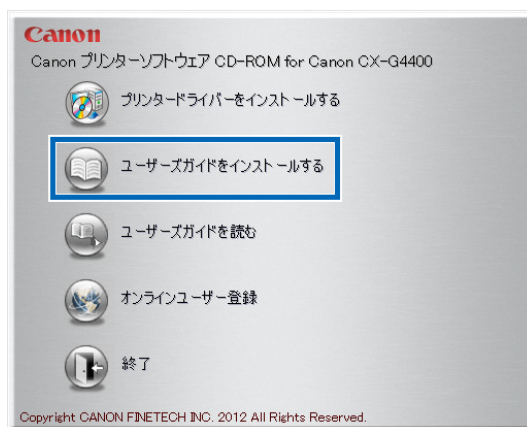 Canon
Canon プリンターソフトウェア CD-ROM for Canon CX-G4400
プリンタードライバーをインストールする
ユーザーズガイドをインストールする
ユーザーズガイドを読む
オンラインユーザー登録
終了
Copyright CANON FINETECH INC. 2012 All Rights Reserved.